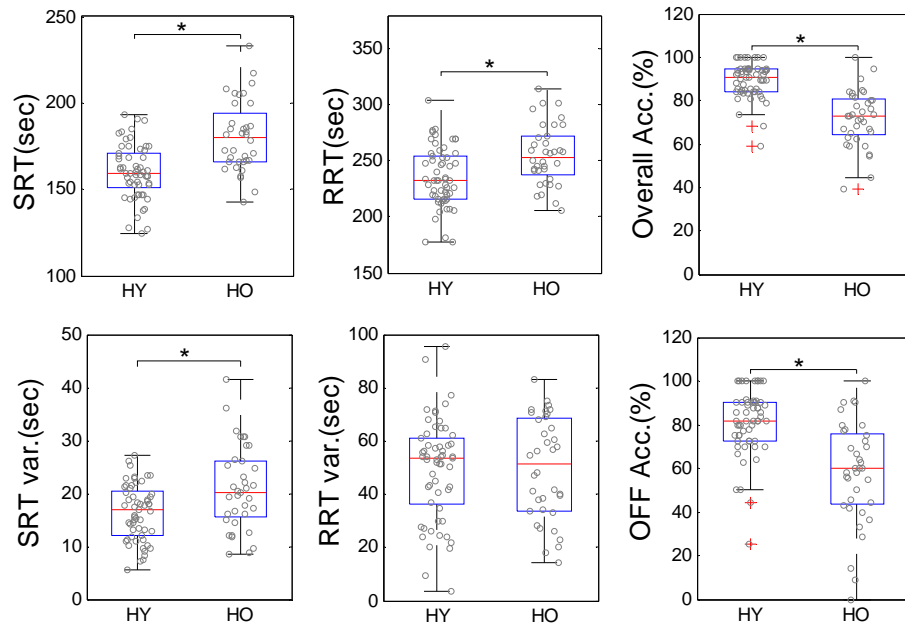 SRT(sec)
250
200
150
100
*
HY
HO
RRT(sec)
350
300
250
200
150
*
HY
HO
Overall Acc.(%)
120
100
80
60
40
20
0
*
HY
HO
SRT var.(sec)
50
40
30
20
10
0
*
HY
HO
RRT var.(sec)
100
80
60
40
20
0
HY
HO
OFF Acc.(%)
120
100
80
60
40
20
0
*
HY
HO